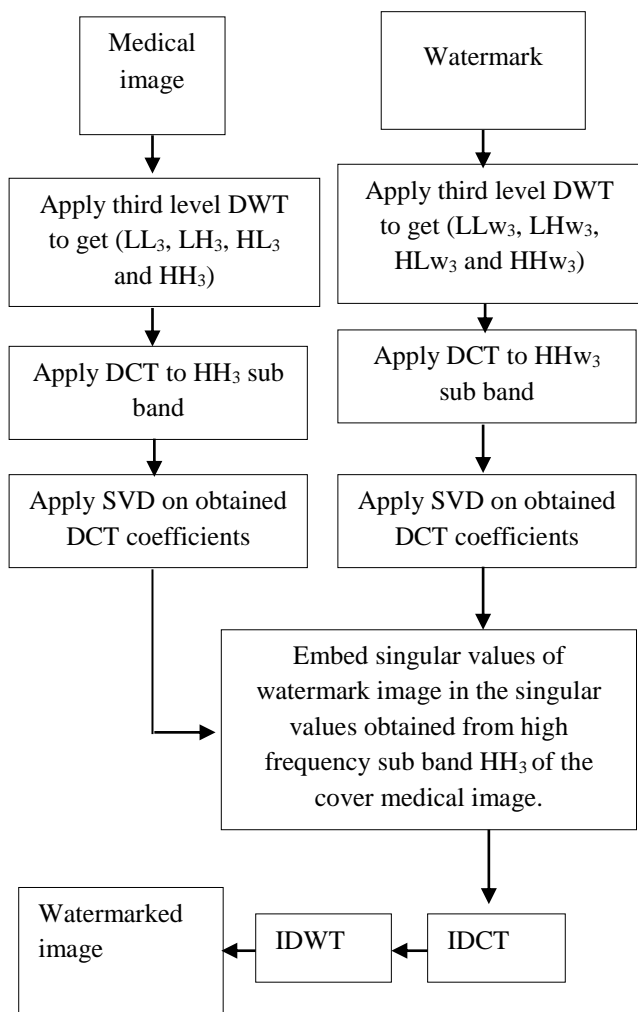 Medical
image
Watermark
Apply third level DWT
to get (LL₃, LH₃, HL₃
and HH₃)
Apply third level DWT
to get (LLw₃, LHw₃,
HLw₃ and HHw₃)
Apply DCT to HH₃ sub
band
Apply DCT to HHw₃
sub band
Apply SVD on obtained
DCT coefficients
Apply SVD on obtained
DCT coefficients
Embed singular values of
watermark image in the singular
values obtained from high
frequency sub band HH₃ of the
cover medical image.
Watermarked
image
IDWT
IDCT